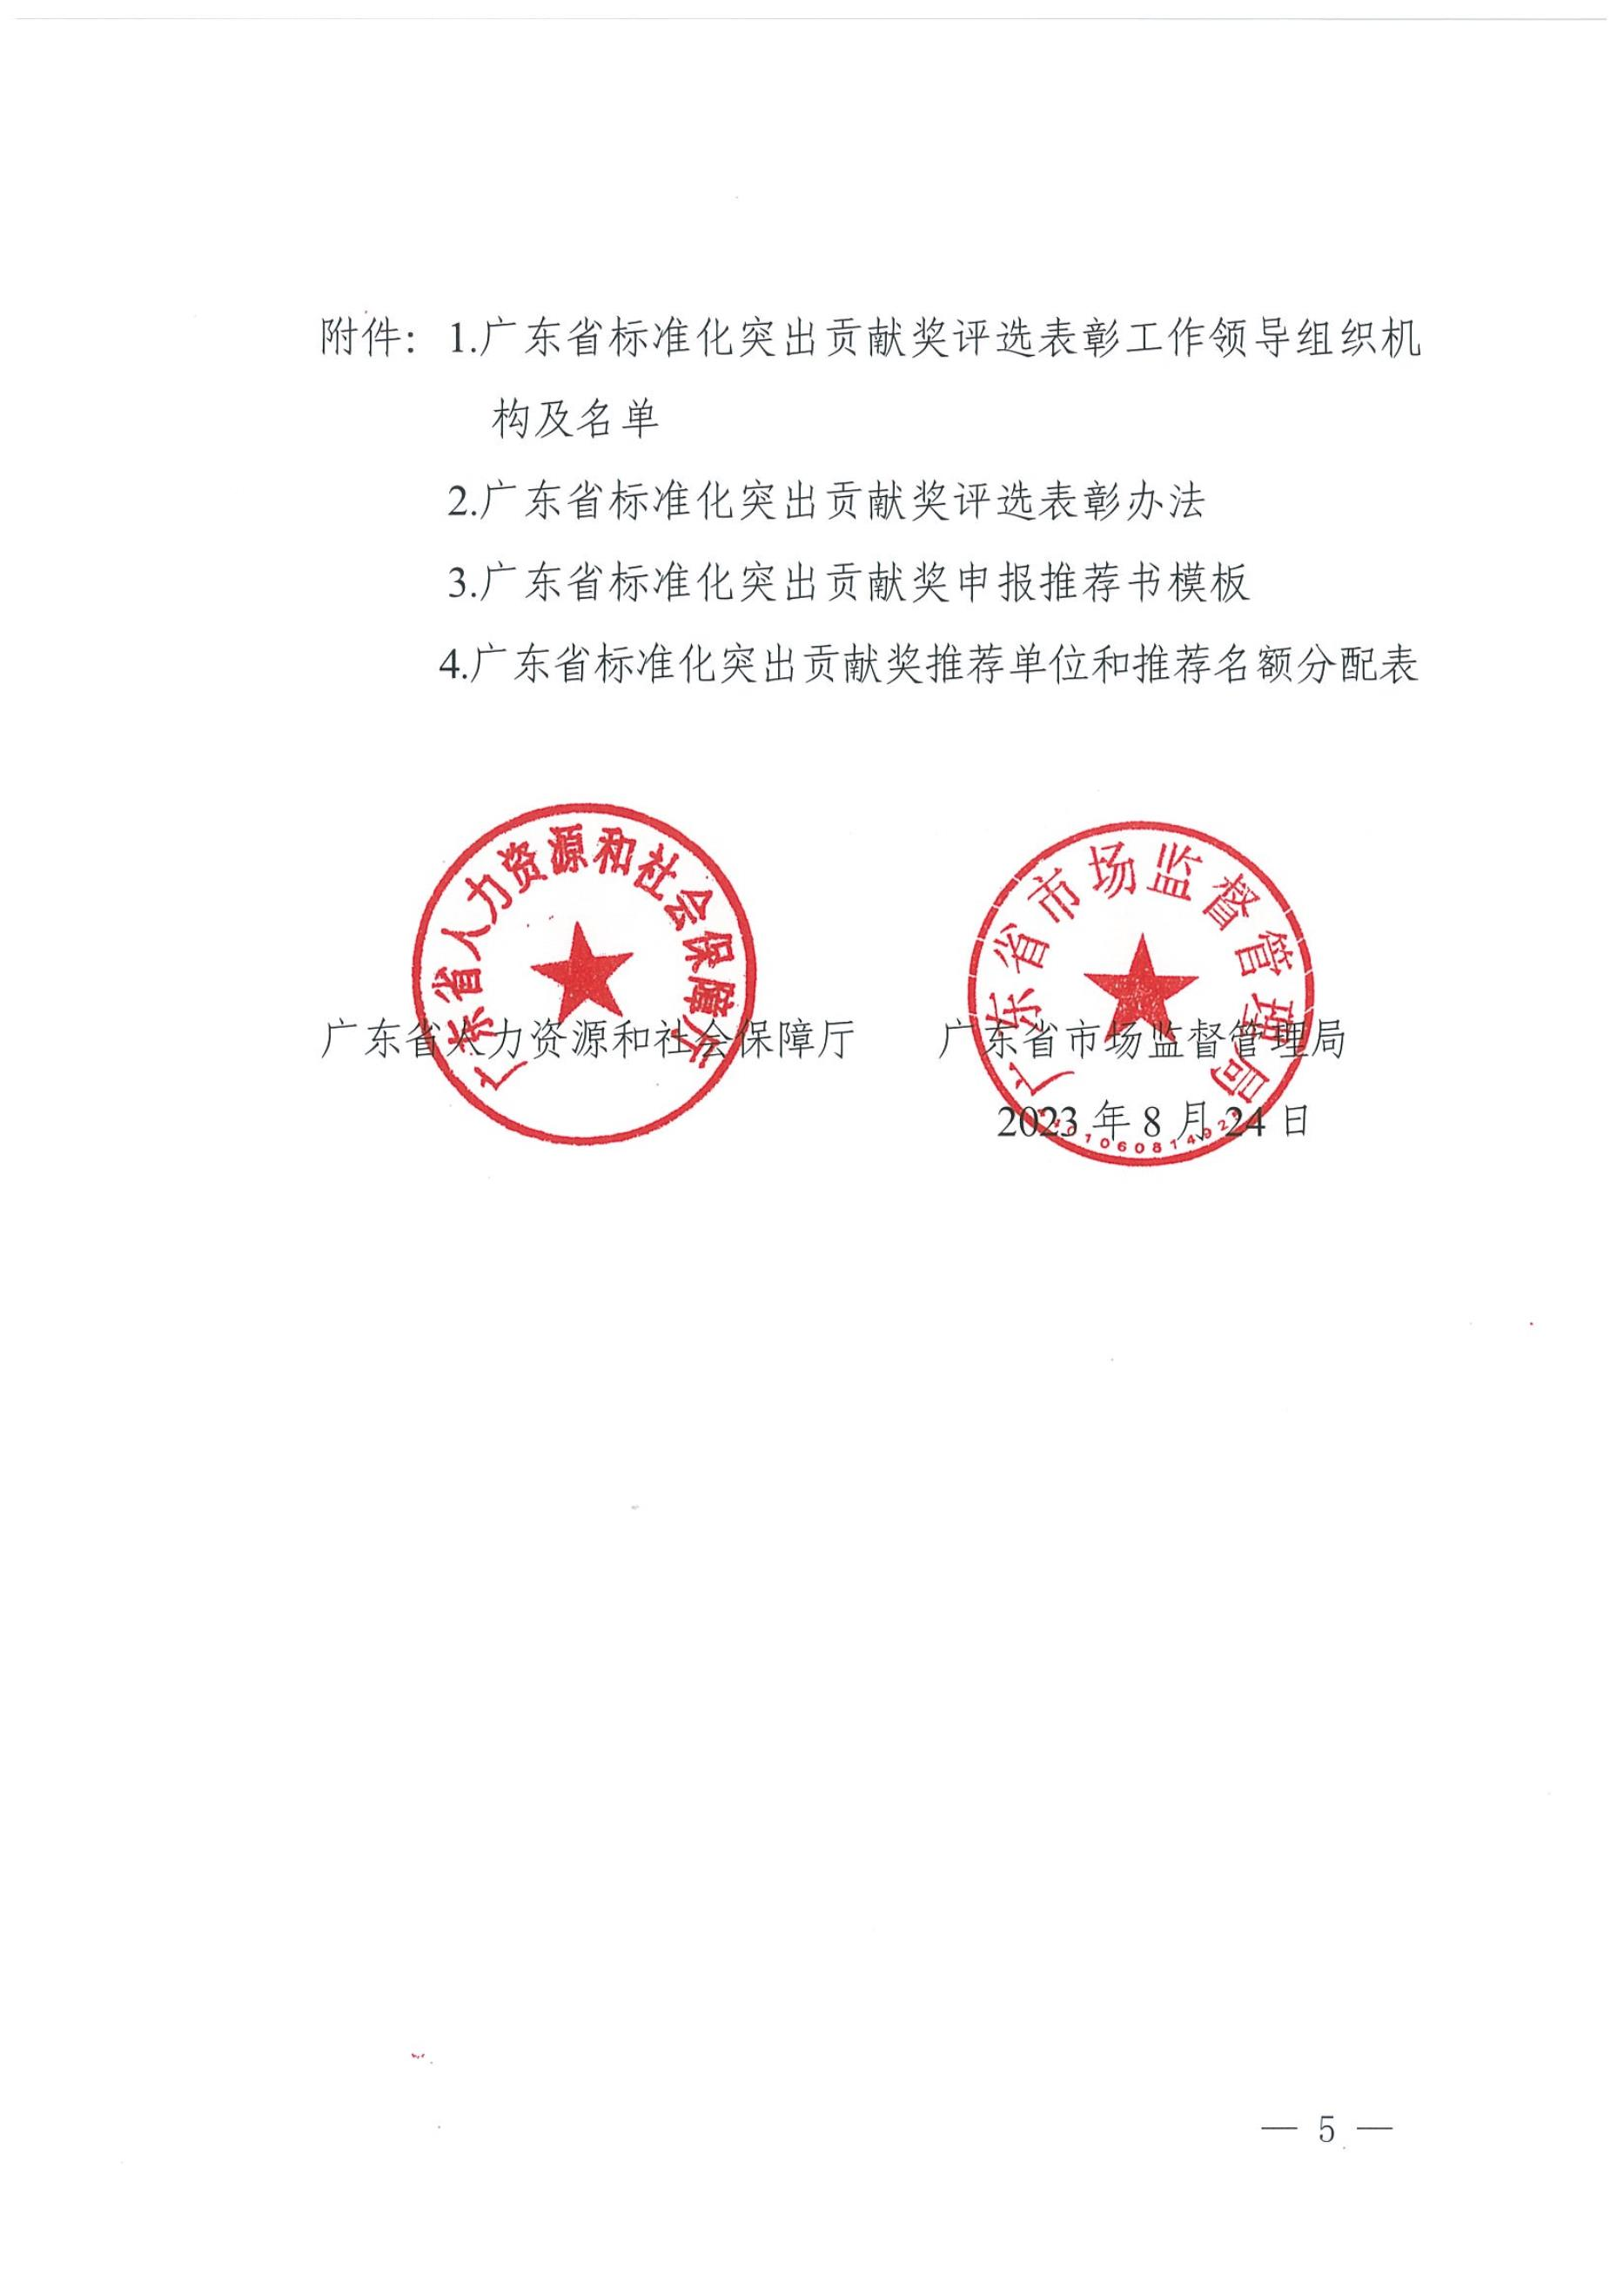 附件：1.广东省标准化突出贡献奖评选表彰工作领导组织机
构及名单
2.广东省标准化突出贡献奖评选表彰办法
3.广东省标准化突出贡献奖申报推荐书模板
4.广东省标准化突出贡献奖推荐单位和推荐名额分配表
广东省人力资源和社会保障厅
广东省市场监督管理局
广东省人力资源和社会保障厅 广东省市场监督管理局
2023 年 8 月 24 日
— 5 —